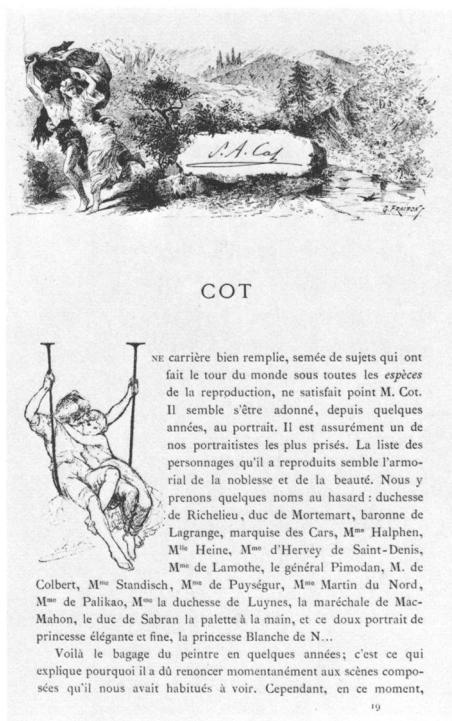 P. A. Cot
G. FRAIPONT
COT
NE carrière bien remplie, semée de sujets qui ont
fait le tour du monde sous toutes les espèces
de la reproduction, ne satisfait point M. Cot.
Il semble s'être adonné, depuis quelques
années, au portrait. Il est assurément un de
nos portraitistes les plus prisés. La liste des
personnages qu'il a reproduits semble l'armo-
rial de la noblesse et de la beauté. Nous y
prenons quelques noms au hasard : duchesse
de Richelieu, duc de Mortemart, baronne de
Lagrange, marquise des Cars, Mme Halphen,
Mlle Heine, Mme d'Hervey de Saint-Denis,
Mme de Lamothe, le général Pimodan, M. de
Colbert, Mme Standisch, Mme de Puységur, Mme Martin du Nord,
Mme de Palikao, Mme la duchesse de Luynes, la maréchale de Mac-
Mahon, le duc de Sabran la palette à la main, et ce doux portrait de
princesse élégante et fine, la princesse Blanche de N...
Voilà le bagage du peintre en quelques années; c'est ce qui
explique pourquoi il a dû renoncer momentanément aux scènes compo-
sées qu'il nous avait habitués à voir. Cependant, en ce moment,
19